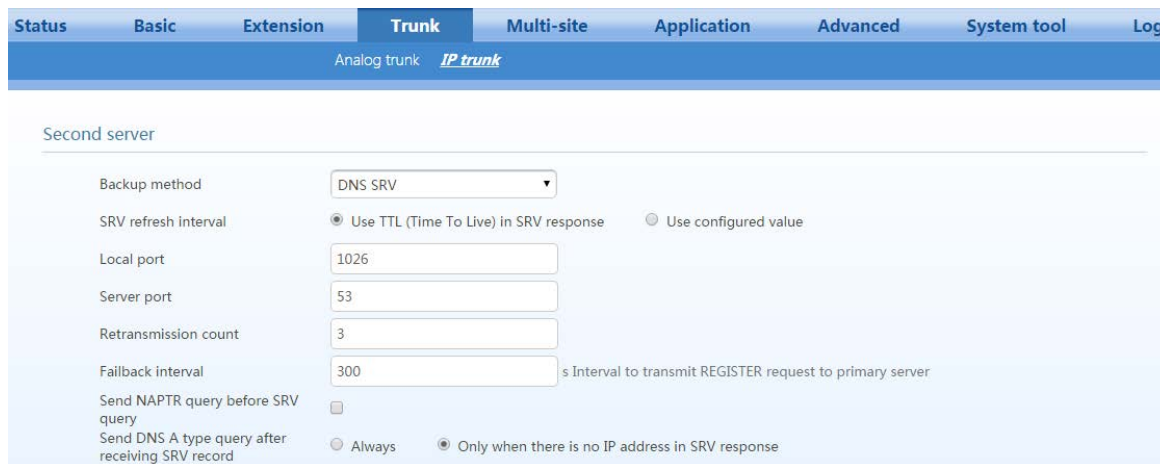 Status Basic Extension Trunk Multi-site Application Advanced System tool Log
Analog trunk IP trunk
Second server
Backup method DNS SRV
SRV refresh interval Use TTL (Time To Live) in SRV response Use configured value
Local port 1026
Server port 53
Retransmission count 3
Failback interval 300 s Interval to transmit REGISTER request to primary server
Send NAPTR query before SRV
query
Send DNS A type query after
receiving SRV record Always Only when there is no IP address in SRV response